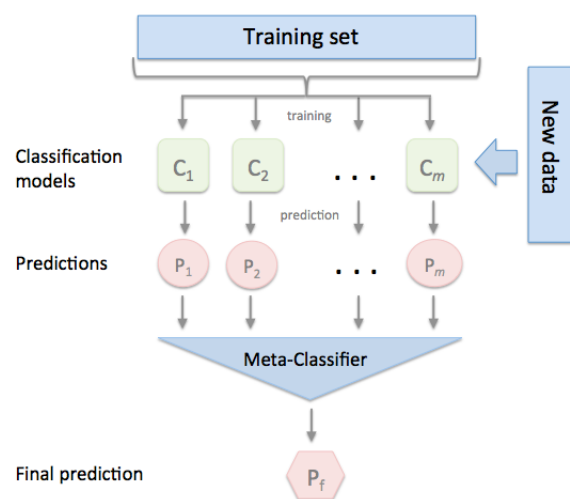 Training set
training
New data
Classification
models
C1 C2 . . . Cm
prediction
Predictions
P1 P2 . . . Pm
Meta-Classifier
Final prediction
Pf